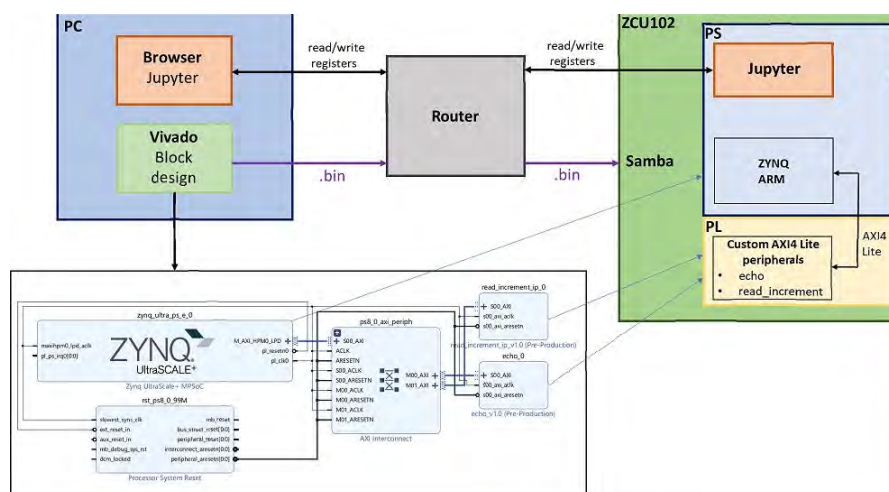 PC
Browser
Jupyter
Vivado
Block
design
read/write
registers
.bin
Router
read/write
registers
.bin
ZCU102
Samba
PS
Jupyter
ZYNQ
ARM
PL
Custom AXI4 Lite
peripherals
• echo
• read_increment
AXI4
Lite
zynq_ultra_ps_e_0
maxihpm0_lpd_aclk
pl_ps_irq0[0:0]
ZYNQ
UltraSCALE+
M_AXI_HPM0_LPD
pl_resetn0
pl_clk0
Zynq UltraScale+ MPSoC
rst_ps8_0_99M
slowest_sync_clk
ext_reset_in
aux_reset_in
mb_debug_sys_rst
dcm_locked
mb_reset
bus_struct_reset[0:0]
peripheral_reset[0:0]
interconnect_aresetn[0:0]
peripheral_aresetn[0:0]
Processor System Reset
ps8_0_axi_periph
S00_AXI
ACLK
ARESETN
S00_ACLK
S00_ARESETN
M00_ACLK
M00_ARESETN
M01_ACLK
M01_ARESETN
M00_AXI
M01_AXI
AXI Interconnect
read_increment_ip_0
S00_AXI
s00_axi_aclk
s00_axi_aresetn
read_increment_ip_v1.0 (Pre-Production)
echo_0
S00_AXI
s00_axi_aclk
s00_axi_aresetn
echo_v1.0 (Pre-Production)